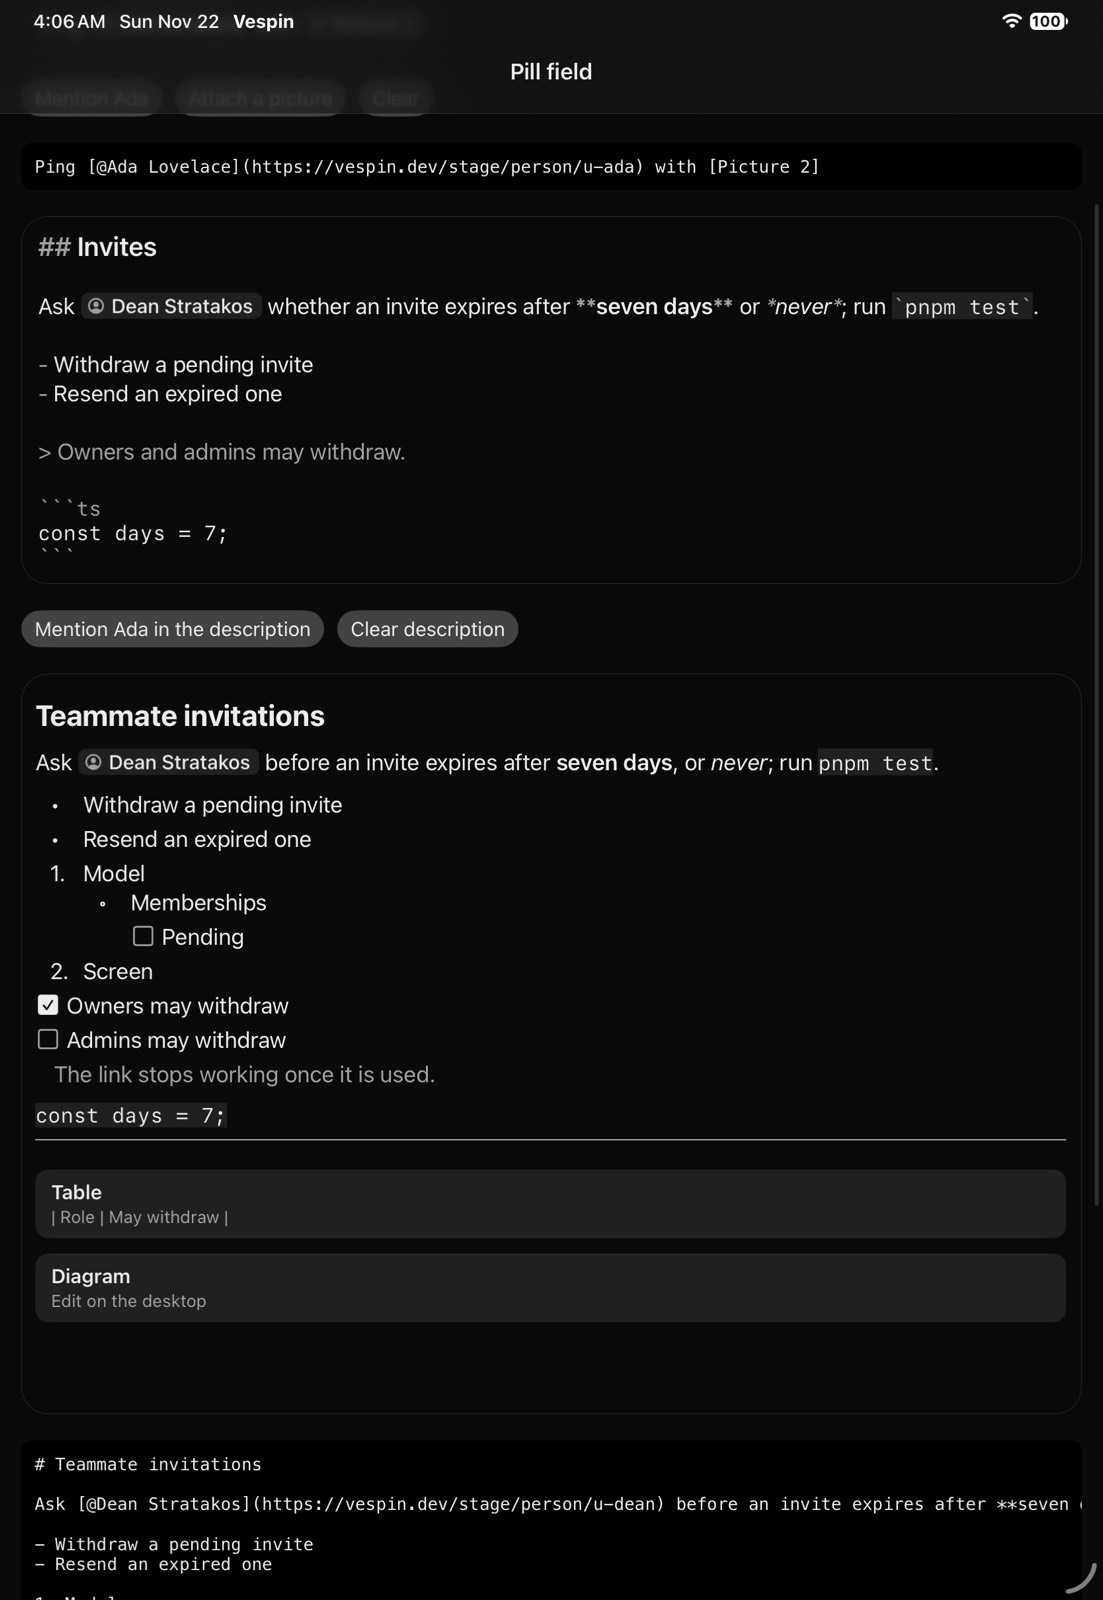 4:06 AM Sun Nov 22 Vespin 100
Pill field
Mention Ada Attach a picture Clear
Ping [@Ada Lovelace](https://vespin.dev/stage/person/u-ada) with [Picture 2]
## Invites
Ask Dean Stratakos whether an invite expires after **seven days** or *never*; run `pnpm test`.
- Withdraw a pending invite
- Resend an expired one
> Owners and admins may withdraw.
```ts
const days = 7;
```
Mention Ada in the description Clear description
Teammate invitations
Ask Dean Stratakos before an invite expires after seven days, or never; run pnpm test.
• Withdraw a pending invite
• Resend an expired one
1. Model
◦ Memberships
Pending
2. Screen
Owners may withdraw
Admins may withdraw
The link stops working once it is used.
const days = 7;
Table
| Role | May withdraw |
Diagram
Edit on the desktop
# Teammate invitations
Ask [@Dean Stratakos](https://vespin.dev/stage/person/u-dean) before an invite expires after **seven
- Withdraw a pending invite
- Resend an expired one